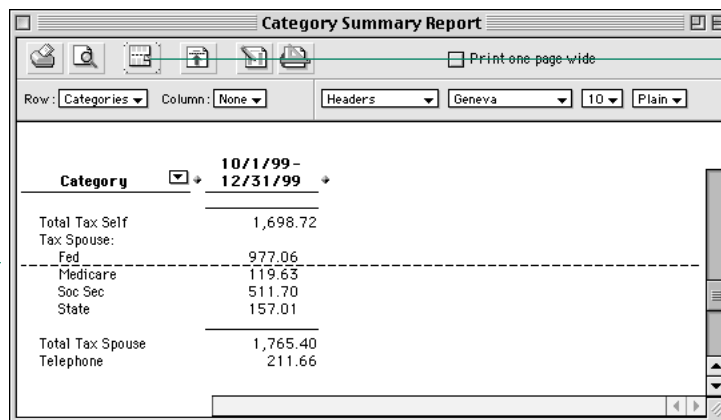 Category Summary Report
Print one page wide
Row: Categories Column: None Headers Geneva 10 Plain
10/1/99-
Category 12/31/99
Total Tax Self 1,698.72
Tax Spouse:
Fed 977.06
Medicare 119.63
Soc Sec 511.70
State 157.01
Total Tax Spouse 1,765.40
Telephone 211.66